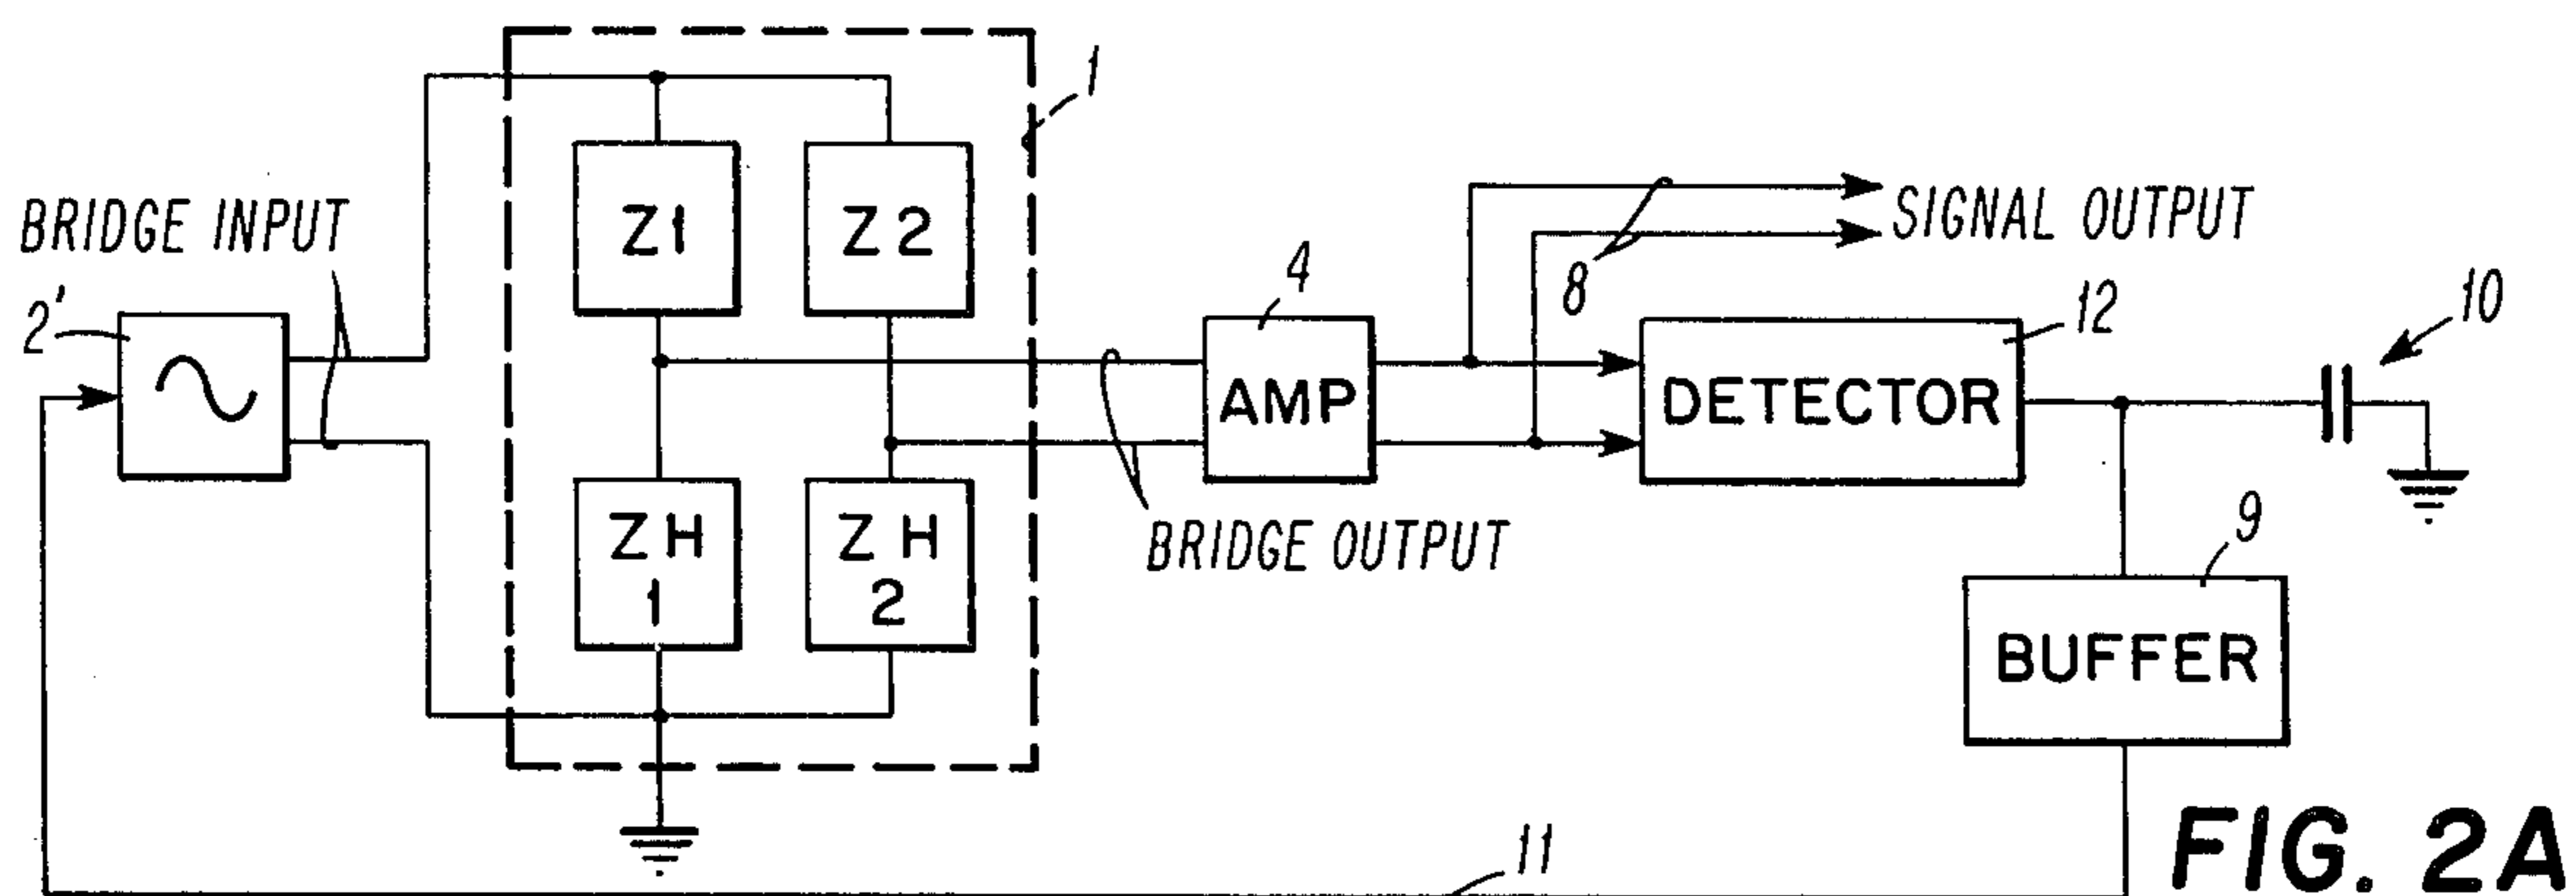 1
BRIDGE INPUT
Z1
Z2
SIGNAL OUTPUT
8
2'
4
12
10
AMP
DETECTOR
ZH
1
ZH
2
BRIDGE OUTPUT
9
BUFFER
11
FIG. 2A